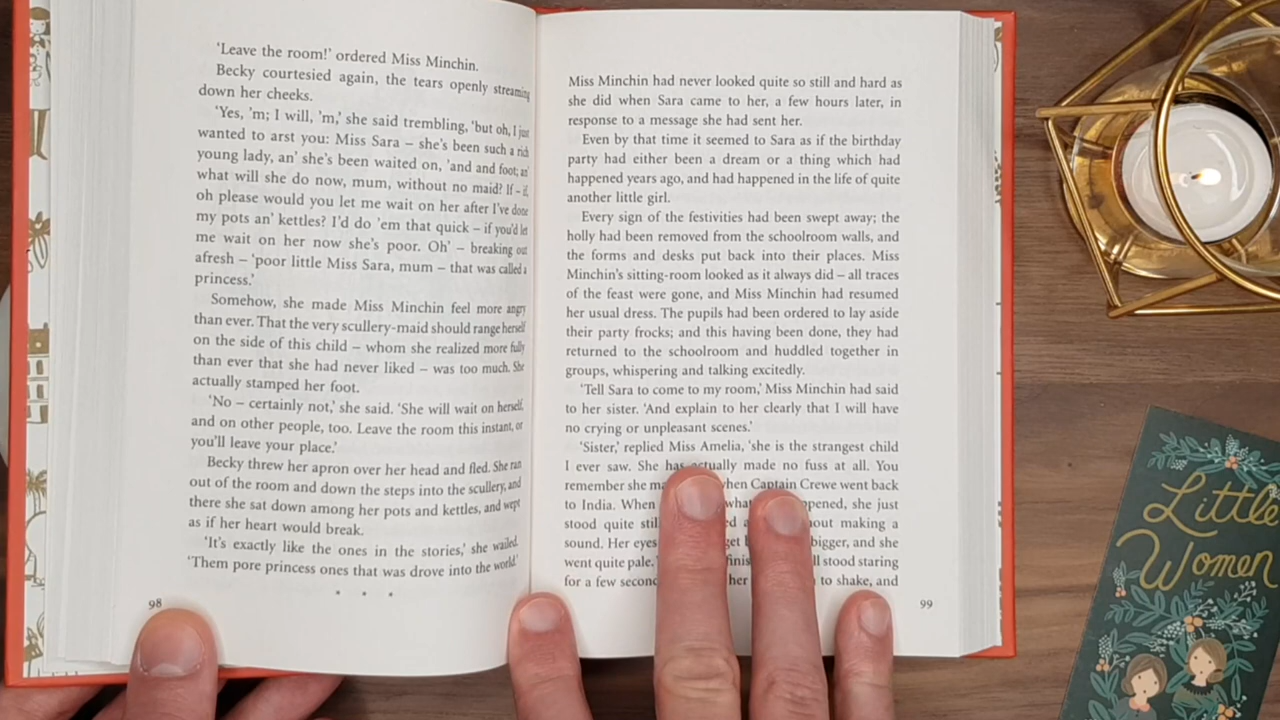 'Leave the room!' ordered Miss Minchin.
Becky courtesied again, the tears openly streaming
down her cheeks.
'Yes, 'm; I will, 'm,' she said trembling, 'but oh, I just
wanted to arst you: Miss Sara – she's been such a rich
young lady, an' she's been waited on, 'and and foot; an'
what will she do now, mum, without no maid? If – if,
oh please would you let me wait on her after I've done
my pots an' kettles? I'd do 'em that quick – if you'd let
me wait on her now she's poor. Oh' – breaking out
afresh – 'poor little Miss Sara, mum – that was called a
princess.'
Somehow, she made Miss Minchin feel more angry
than ever. That the very scullery-maid should range herself
on the side of this child – whom she realized more fully
than ever that she had never liked – was too much. She
actually stamped her foot.
'No – certainly not,' she said. 'She will wait on herself,
and on other people, too. Leave the room this instant, or
you'll leave your place.'
Becky threw her apron over her head and fled. She ran
out of the room and down the steps into the scullery, and
there she sat down among her pots and kettles, and wept
as if her heart would break.
'It's exactly like the ones in the stories,' she wailed.
'Them pore princess ones that was drove into the world.'
* * *
98
Miss Minchin had never looked quite so still and hard as
she did when Sara came to her, a few hours later, in
response to a message she had sent her.
Even by that time it seemed to Sara as if the birthday
party had either been a dream or a thing which had
happened years ago, and had happened in the life of quite
another little girl.
Every sign of the festivities had been swept away; the
holly had been removed from the schoolroom walls, and
the forms and desks put back into their places. Miss
Minchin's sitting-room looked as it always did – all traces
of the feast were gone, and Miss Minchin had resumed
her usual dress. The pupils had been ordered to lay aside
their party frocks; and this having been done, they had
returned to the schoolroom and huddled together in
groups, whispering and talking excitedly.
'Tell Sara to come to my room,' Miss Minchin had said
to her sister. 'And explain to her clearly that I will have
no crying or unpleasant scenes.'
'Sister,' replied Miss Amelia, 'she is the strangest child
I ever saw. She has actually made no fuss at all. You
remember she when Captain Crewe went back
to India. When she just
stood quite making a
sound. Her eyes get bigger, and she
went quite pale. stood staring
for a few her to shake, and
99
Little
Women